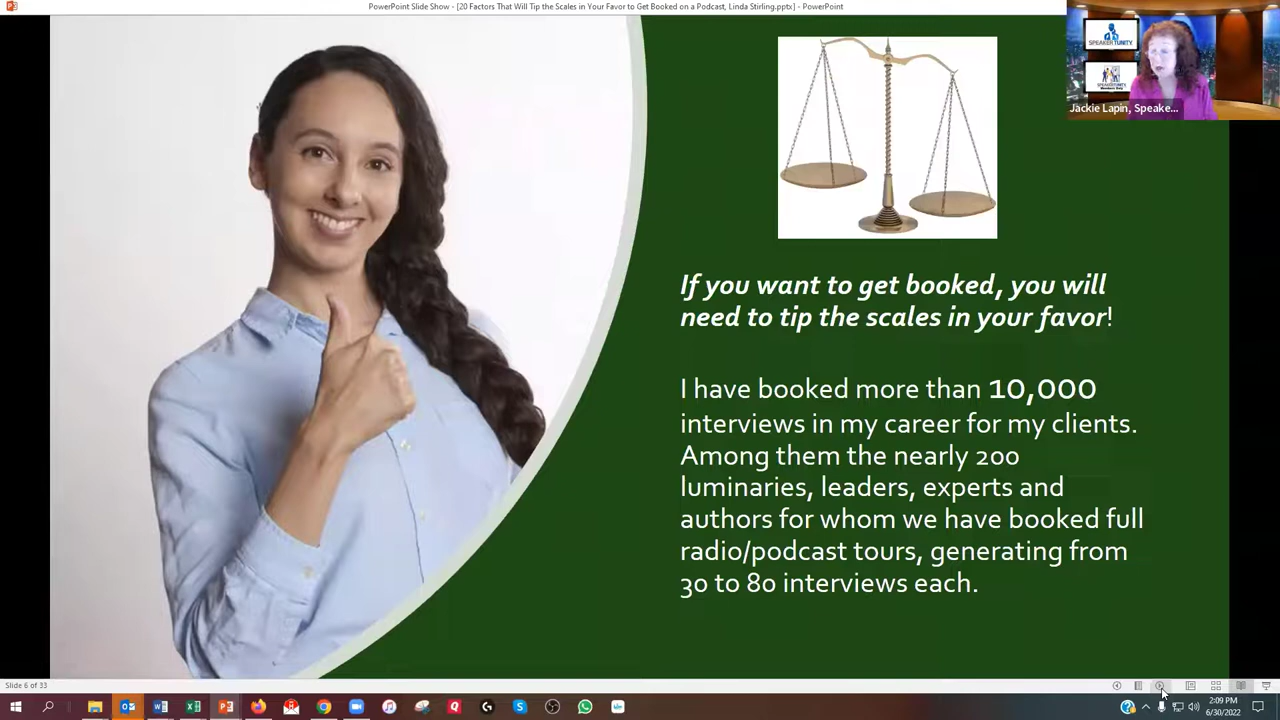 PowerPoint Slide Show - [20 Factors That Will Tip the Scales in Your Favor to Get Booked on a Podcast, Linda Stirling.pptx] - PowerPoint
SPEAKERTUNITY
SPEAKERTUNITY
Members Only
Jackie Lapin, Speake...
If you want to get booked, you will
need to tip the scales in your favor!
I have booked more than 10,000
interviews in my career for my clients.
Among them the nearly 200
luminaries, leaders, experts and
authors for whom we have booked full
radio/podcast tours, generating from
30 to 80 interviews each.
Slide 6 of 33
2:09 PM
6/30/2022